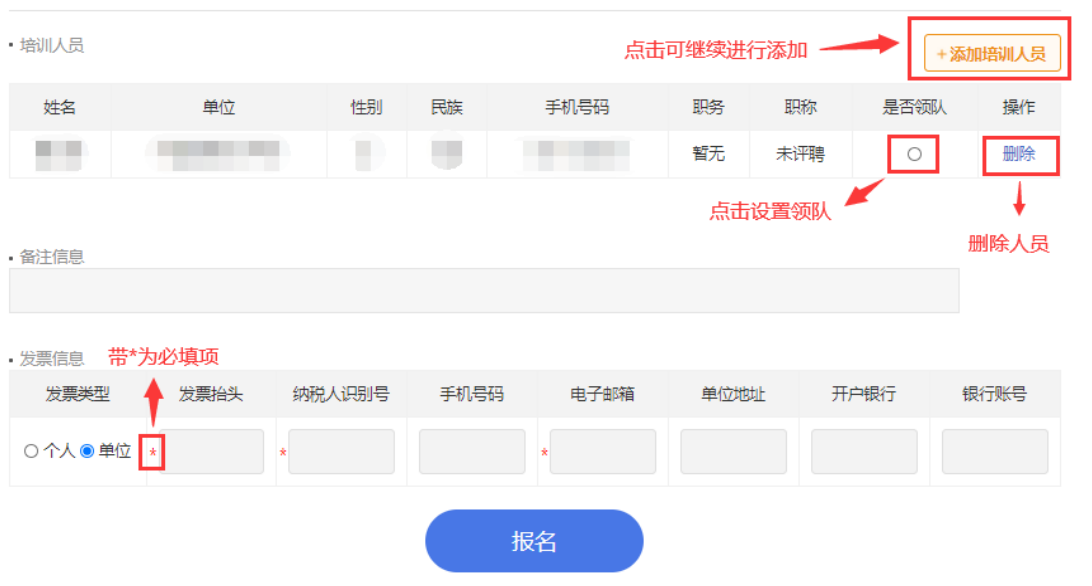 培训人员
点击可继续进行添加
+添加培训人员
姓名 单位 性别 民族 手机号码 职务 职称 是否领队 操作
暂无 未评聘 删除
点击设置领队
删除人员
备注信息
发票信息 带*为必填项
发票类型 发票抬头 纳税人识别号 手机号码 电子邮箱 单位地址 开户银行 银行账号
个人 单位 * * *
报名